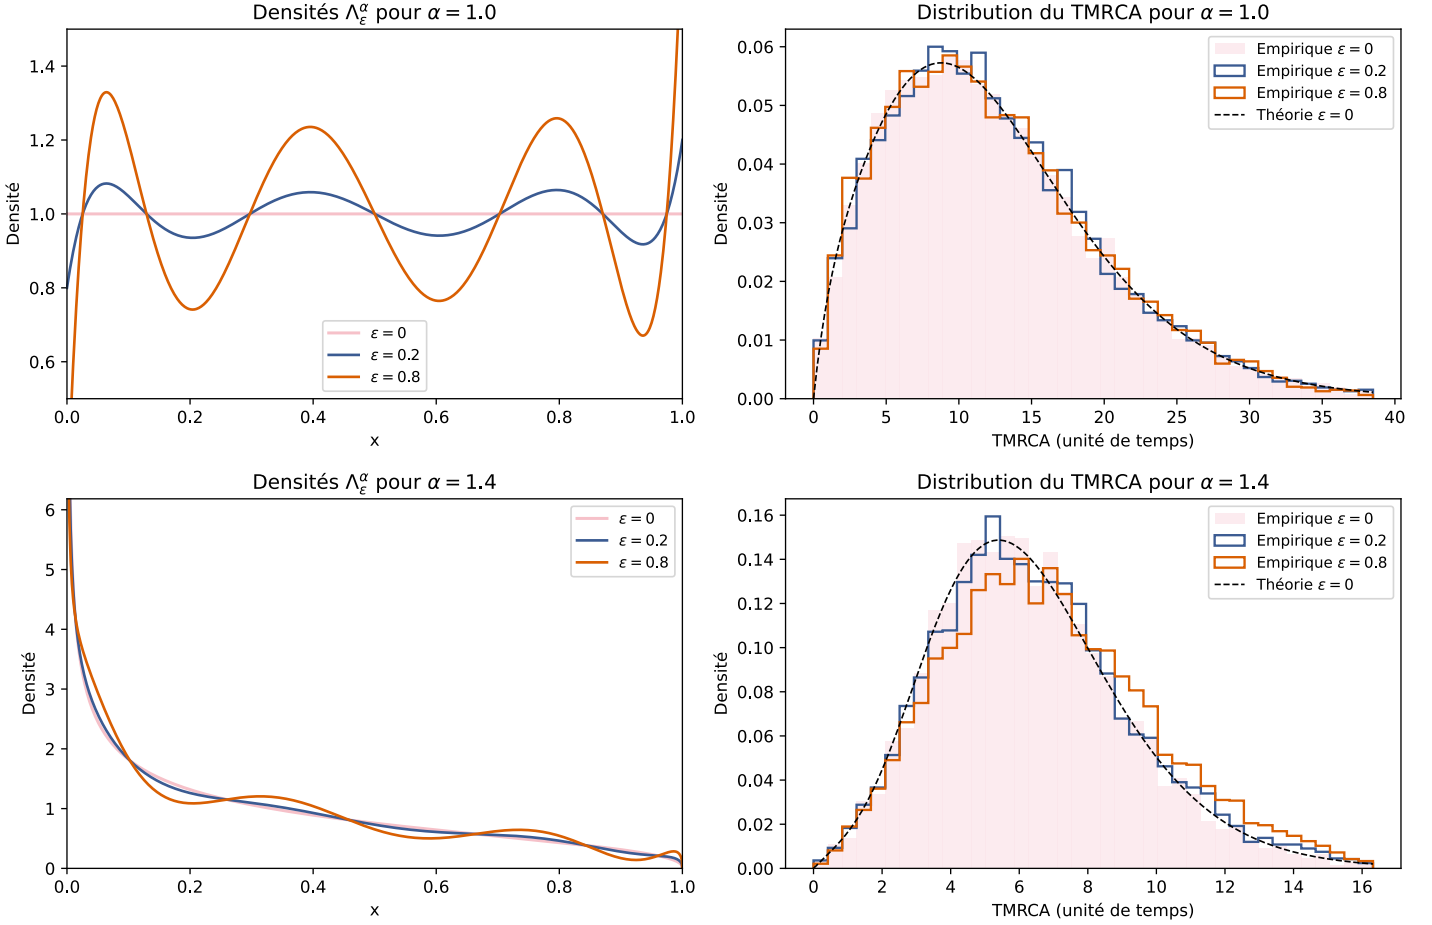 Densités Λ_ε^α pour α = 1.0
1.4
1.2
1.0
0.8
0.6
Densité
ε = 0
ε = 0.2
ε = 0.8
0.0 0.2 0.4 0.6 0.8 1.0
x
Distribution du TMRCA pour α = 1.0
0.06
0.05
0.04
0.03
0.02
0.01
0.00
Densité
Empirique ε = 0
Empirique ε = 0.2
Empirique ε = 0.8
Théorie ε = 0
0 5 10 15 20 25 30 35 40
TMRCA (unité de temps)
Densités Λ_ε^α pour α = 1.4
6
5
4
3
2
1
0
Densité
ε = 0
ε = 0.2
ε = 0.8
0.0 0.2 0.4 0.6 0.8 1.0
x
Distribution du TMRCA pour α = 1.4
0.16
0.14
0.12
0.10
0.08
0.06
0.04
0.02
0.00
Densité
Empirique ε = 0
Empirique ε = 0.2
Empirique ε = 0.8
Théorie ε = 0
0 2 4 6 8 10 12 14 16
TMRCA (unité de temps)